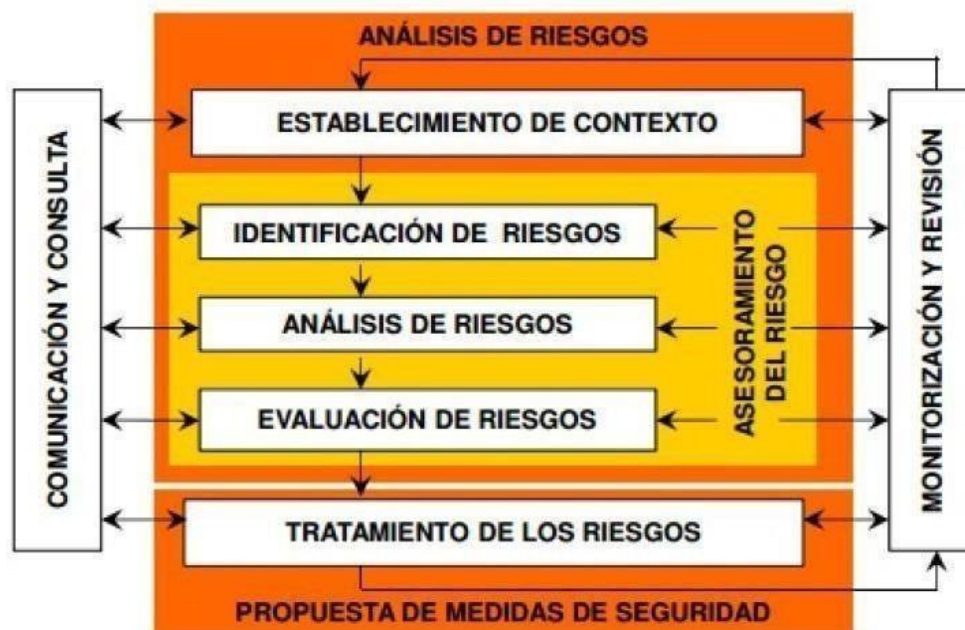 ANÁLISIS DE RIESGOS
COMUNICACIÓN Y CONSULTA
ESTABLECIMIENTO DE CONTEXTO
IDENTIFICACIÓN DE RIESGOS
ANÁLISIS DE RIESGOS
EVALUACIÓN DE RIESGOS
ASESORAMIENTO
DEL RIESGO
MONITORIZACIÓN Y REVISIÓN
TRATAMIENTO DE LOS RIESGOS
PROPUESTA DE MEDIDAS DE SEGURIDAD